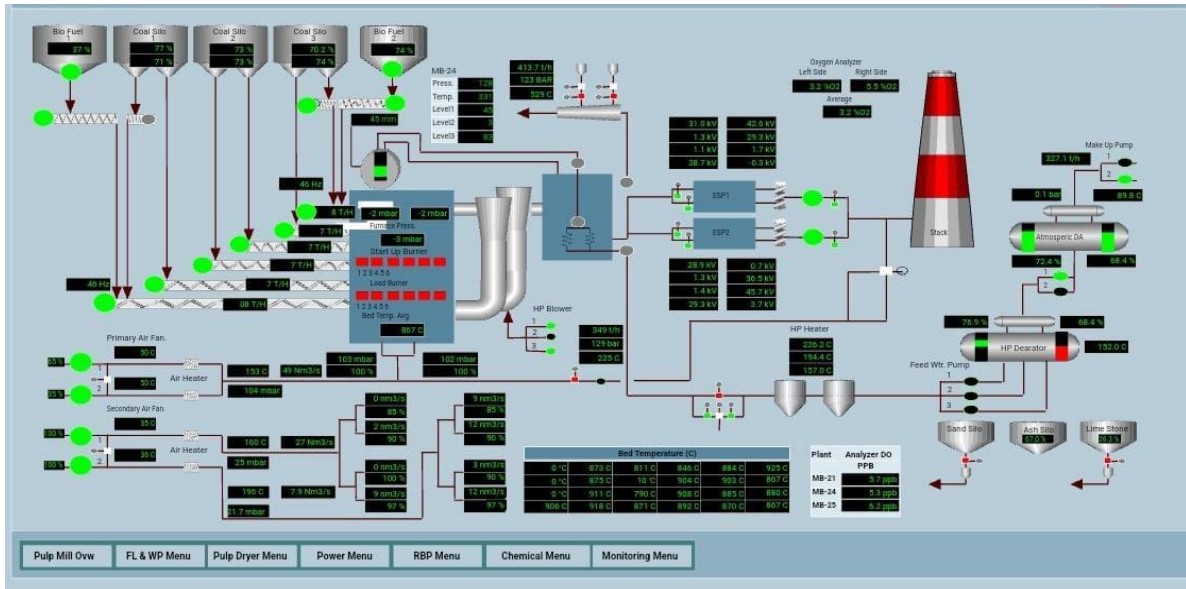 Bio Fuel
1
37 %
Coal Silo
1
77 %
71 %
Coal Silo
2
73 %
73 %
Coal Silo
3
70.2 %
74 %
Bio Fuel
2
74 %
45 mm
MB-24
Press. 128
Temp. 331
Level1 45
Level2 3
Level3 63
413.7 t/h
123 BAR
529 C
Oxygen Analyzer
Left Side Right Side
3.2 %O2 5.5 %O2
Average
3.2 %O2
31.0 kV 42.6 kV
1.3 kV 29.3 kV
1.1 kV 1.7 kV
28.7 kV -0.3 kV
ESP1
ESP2
28.9 kV 0.7 kV
1.3 kV 36.5 kV
1.4 kV 45.7 kV
29.3 kV 3.7 kV
Stack
Make Up Pump
1
2
327.1 t/h
0.1 bar
89.8 C
Atmosperic DA
72.4 % 68.4 %
1
2
76.9 % 68.4 %
HP Dearator
152.0 C
Feed Wtr. Pump
1
2
3
46 Hz
8 T/H
7 T/H
7 T/H
7 T/H
7 T/H
46 Hz
08 T/H
-2 mbar -2 mbar
Furnace Press.
-3 mbar
Start Up Burner
1 2 3 4 5 6
Load Burner
1 2 3 4 5 6
Bed Temp. Avg
867 C
HP Blower
1
2
3
349 t/h
129 bar
225 C
HP Heater
226.2 C
194.4 C
157.0 C
Primary Air Fan.
50 C
1
50 C
2
Air Heater
153 C
184 mbar
49 Nm3/s
103 mbar
100 %
102 mbar
100 %
Secondary Air Fan.
35 C
100 %
1
36 C
2
100 %
Air Heater
160 C
25 mbar
27 Nm3/s
196 C
21.7 mbar
7.9 Nm3/s
0 nm3/s
85 %
2 nm3/s
90 %
0 nm3/s
100 %
9 nm3/s
97 %
9 nm3/s
85 %
12 nm3/s
90 %
3 nm3/s
90 %
12 nm3/s
97 %
Bed Temperature (C)
0 °C 873 C 811 C 846 C 884 C 925 C
0 °C 875 C 10 °C 904 C 903 C 867 C
0 °C 911 C 790 C 908 C 885 C 880 C
906 C 918 C 871 C 892 C 870 C 867 C
Plant Analyzer DO
PPB
MB-21 5.7 ppb
MB-24 5.3 ppb
MB-25 6.2 ppb
Sand Silo
Ash Silo
67.0 %
Lime Stone
26.3 %
Pulp Mill Ovw
FL & WP Menu
Pulp Dryer Menu
Power Menu
RBP Menu
Chemical Menu
Monitoring Menu